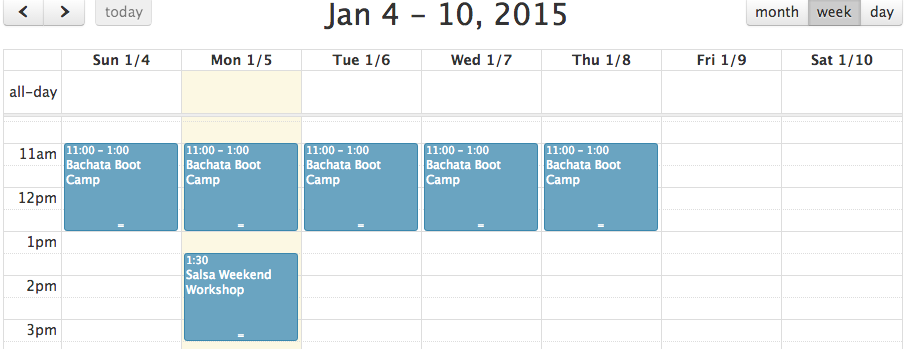 today
Jan 4 – 10, 2015
month week day
Sun 1/4 Mon 1/5 Tue 1/6 Wed 1/7 Thu 1/8 Fri 1/9 Sat 1/10
all-day
11am
12pm
1pm
2pm
3pm
11:00 – 1:00
Bachata Boot
Camp
11:00 – 1:00
Bachata Boot
Camp
1:30
Salsa Weekend
Workshop
11:00 – 1:00
Bachata Boot
Camp
11:00 – 1:00
Bachata Boot
Camp
11:00 – 1:00
Bachata Boot
Camp